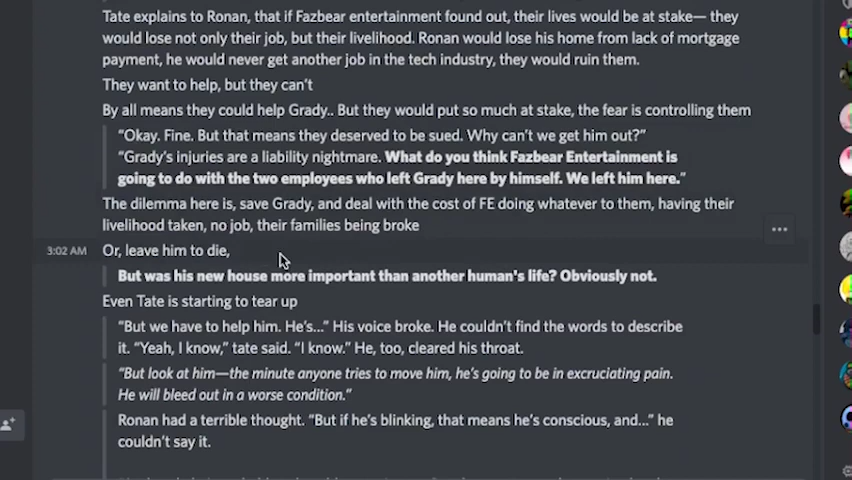 Tate explains to Ronan, that if Fazbear entertainment found out, their lives would be at stake— they
would lose not only their job, but their livelihood. Ronan would lose his home from lack of mortgage
payment, he would never get another job in the tech industry, they would ruin them.
They want to help, but they can't
By all means they could help Grady.. But they would put so much at stake, the fear is controlling them
"Okay. Fine. But that means they deserved to be sued. Why can't we get him out?"
"Grady's injuries are a liability nightmare. What do you think Fazbear Entertainment is
going to do with the two employees who left Grady here by himself. We left him here."
The dilemma here is, save Grady, and deal with the cost of FE doing whatever to them, having their
livelihood taken, no job, their families being broke
3:02 AM Or, leave him to die,
But was his new house more important than another human's life? Obviously not.
Even Tate is starting to tear up
"But we have to help him. He's…" His voice broke. He couldn't find the words to describe
it. "Yeah, I know," tate said. "I know." He, too, cleared his throat.
"But look at him—the minute anyone tries to move him, he's going to be in excruciating pain.
He will bleed out in a worse condition."
Ronan had a terrible thought. "But if he's blinking, that means he's conscious, and…" he
couldn't say it.